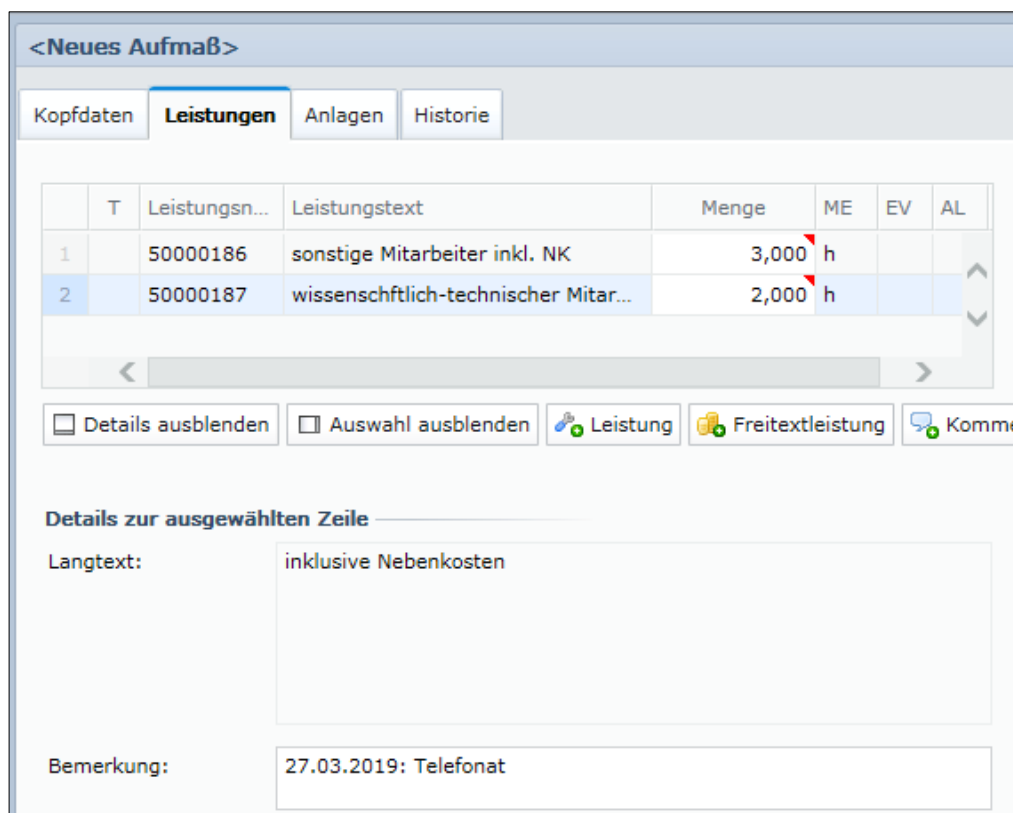 <Neues Aufmaß>
Kopfdaten Leistungen Anlagen Historie
T Leistungsn... Leistungstext Menge ME EV AL
1 50000186 sonstige Mitarbeiter inkl. NK 3,000 h
2 50000187 wissenschftlich-technischer Mitar... 2,000 h
Details ausblenden Auswahl ausblenden Leistung Freitextleistung Komme
Details zur ausgewählten Zeile
Langtext: inklusive Nebenkosten
Bemerkung: 27.03.2019: Telefonat